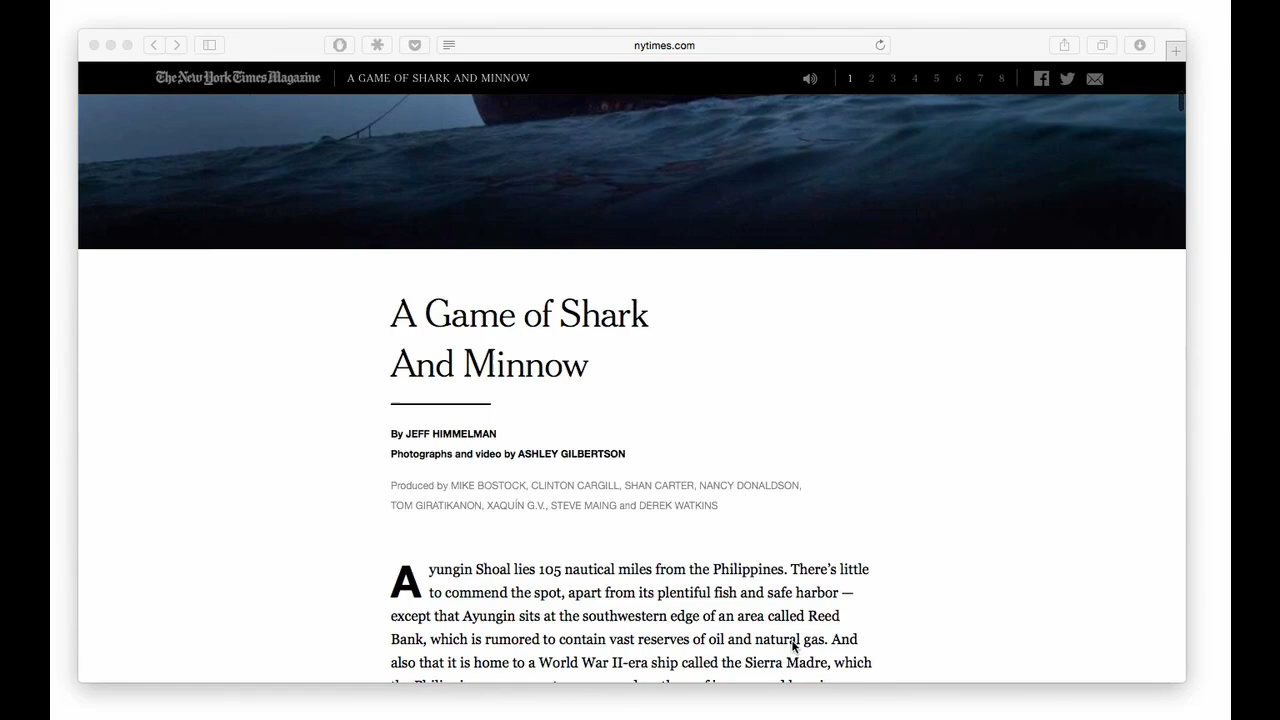 nytimes.com
The New York Times Magazine A GAME OF SHARK AND MINNOW 1 2 3 4 5 6 7 8
A Game of Shark
And Minnow
By JEFF HIMMELMAN
Photographs and video by ASHLEY GILBERTSON
Produced by MIKE BOSTOCK, CLINTON CARGILL, SHAN CARTER, NANCY DONALDSON,
TOM GIRATIKANON, XAQUÍN G.V., STEVE MAING and DEREK WATKINS
Ayungin Shoal lies 105 nautical miles from the Philippines. There’s little
to commend the spot, apart from its plentiful fish and safe harbor —
except that Ayungin sits at the southwestern edge of an area called Reed
Bank, which is rumored to contain vast reserves of oil and natural gas. And
also that it is home to a World War II-era ship called the Sierra Madre, which